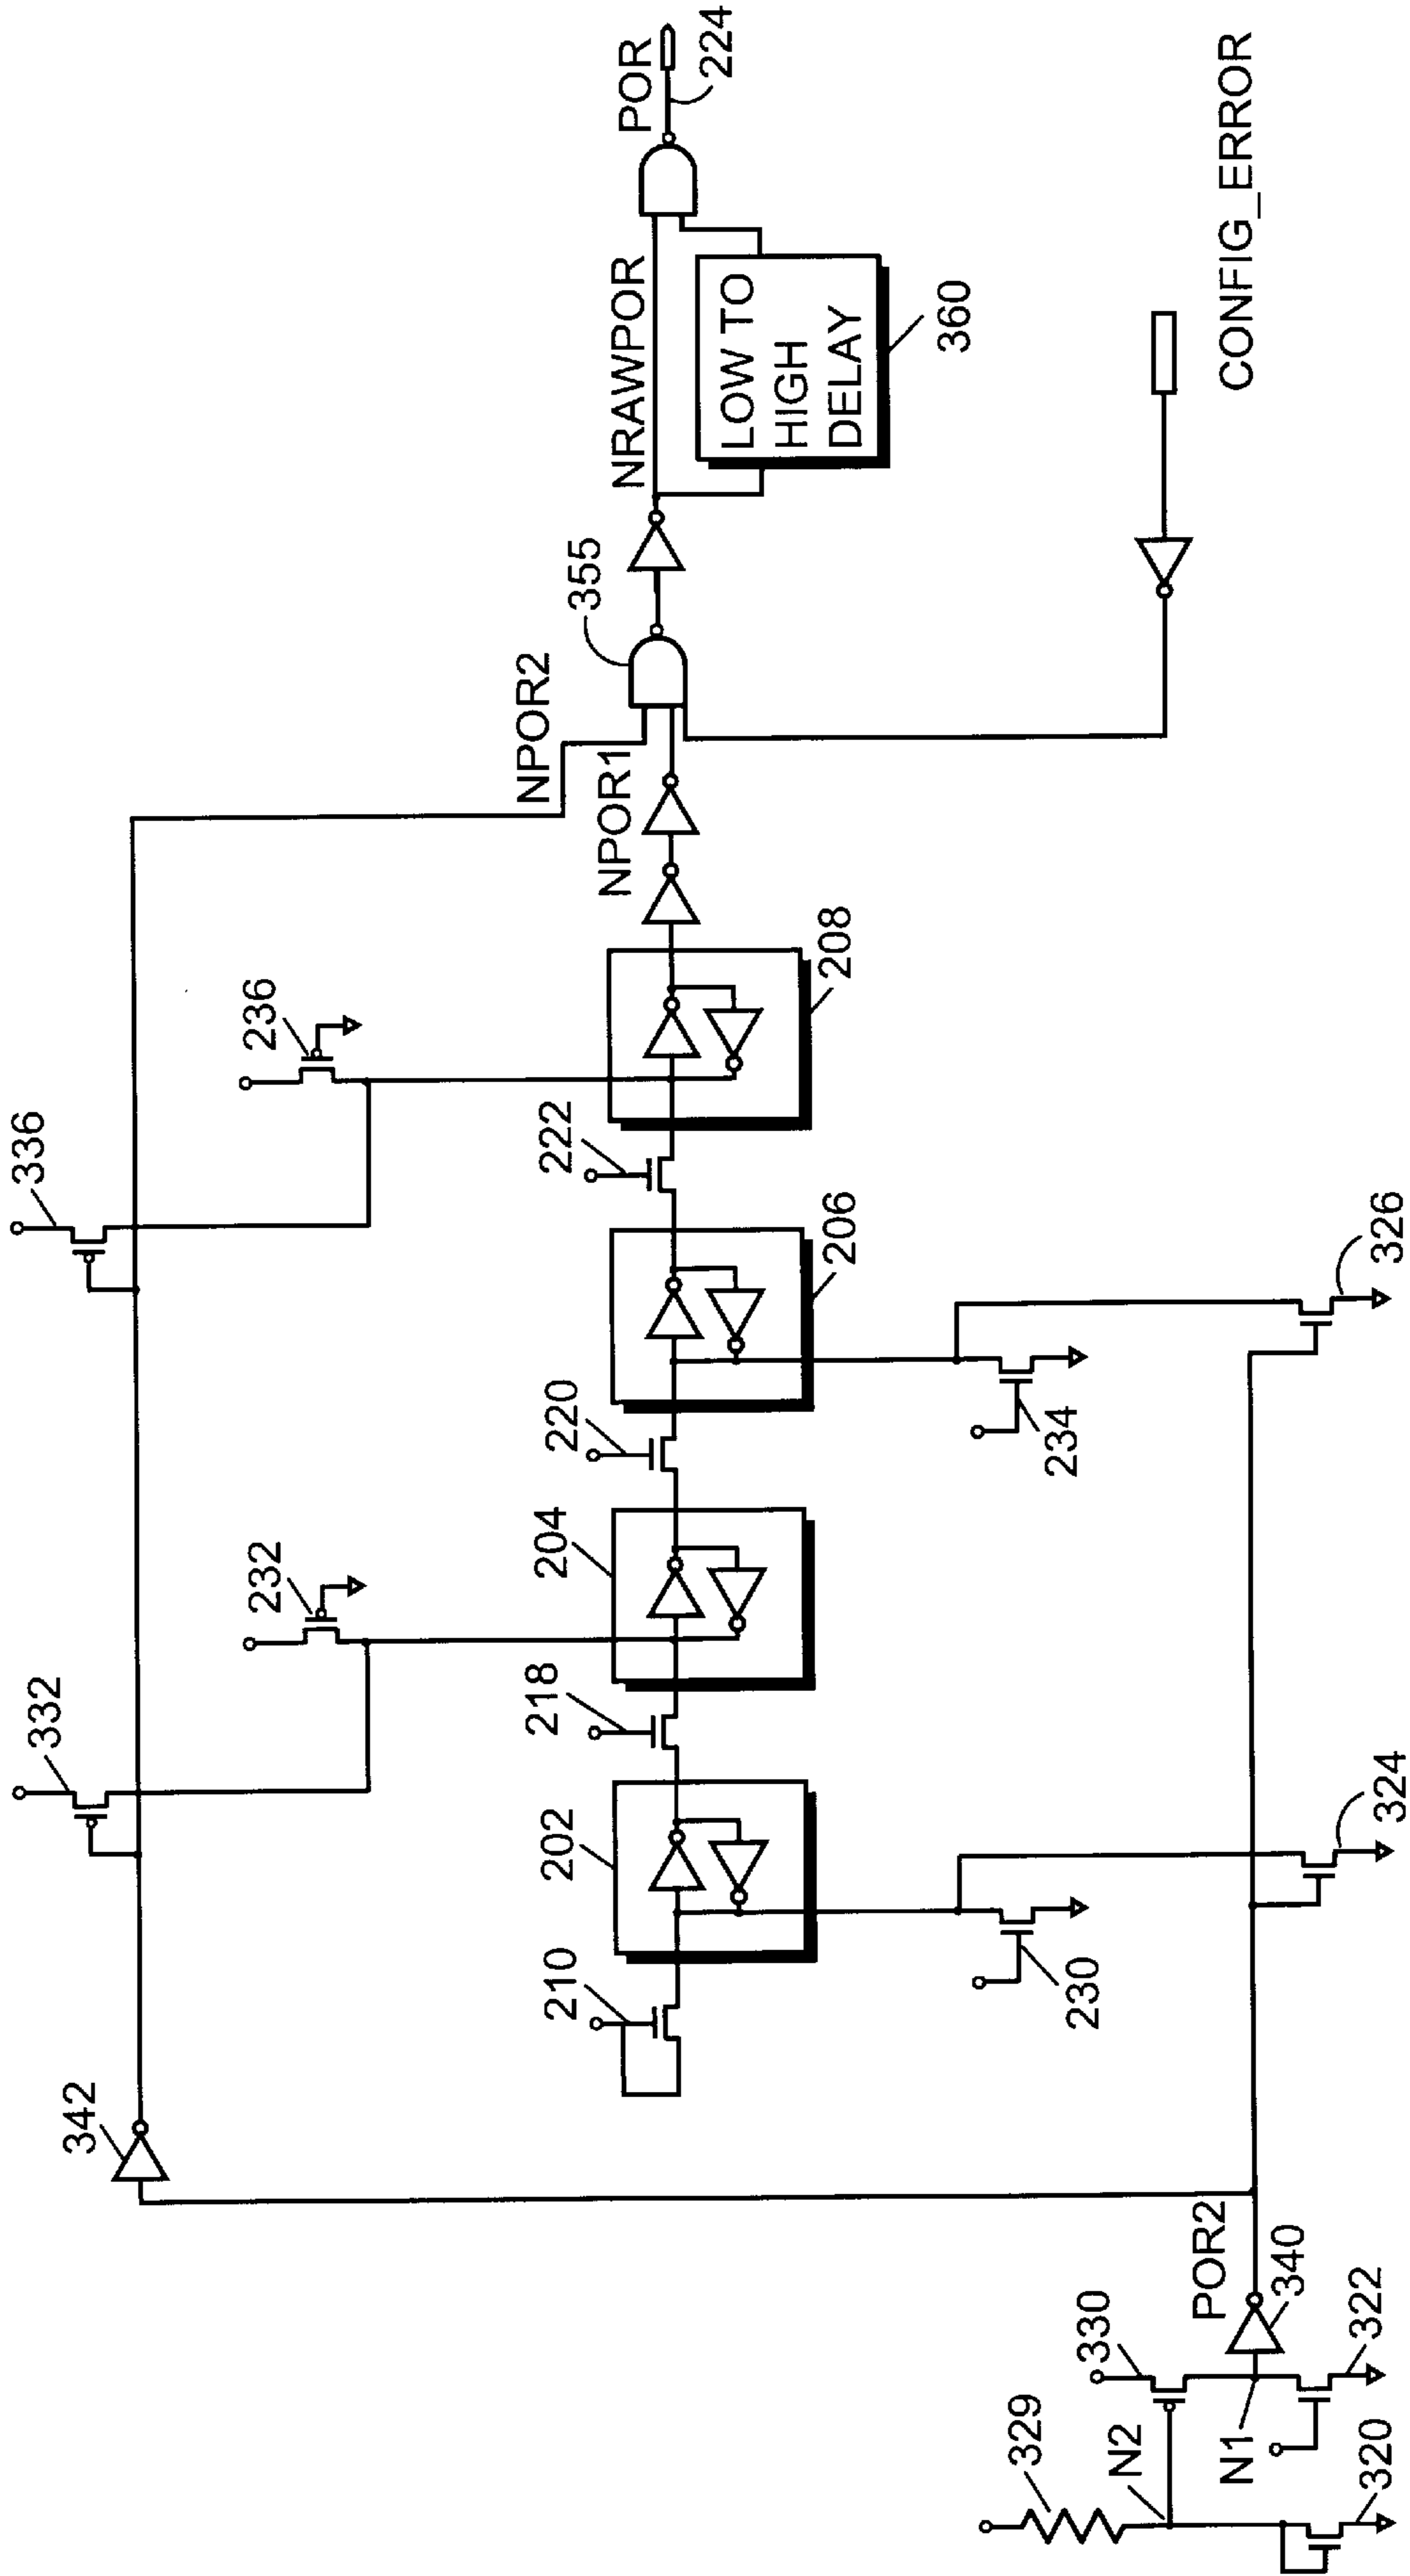 336
332
342
236
232
NPOR2
355
NRAWPOR
POR
224
NPOR1
LOW TO
HIGH
DELAY
360
222
220
218
210
208
206
204
202
234
230
CONFIG_ERROR
326
324
POR2
340
330
322
329
N2
N1
320